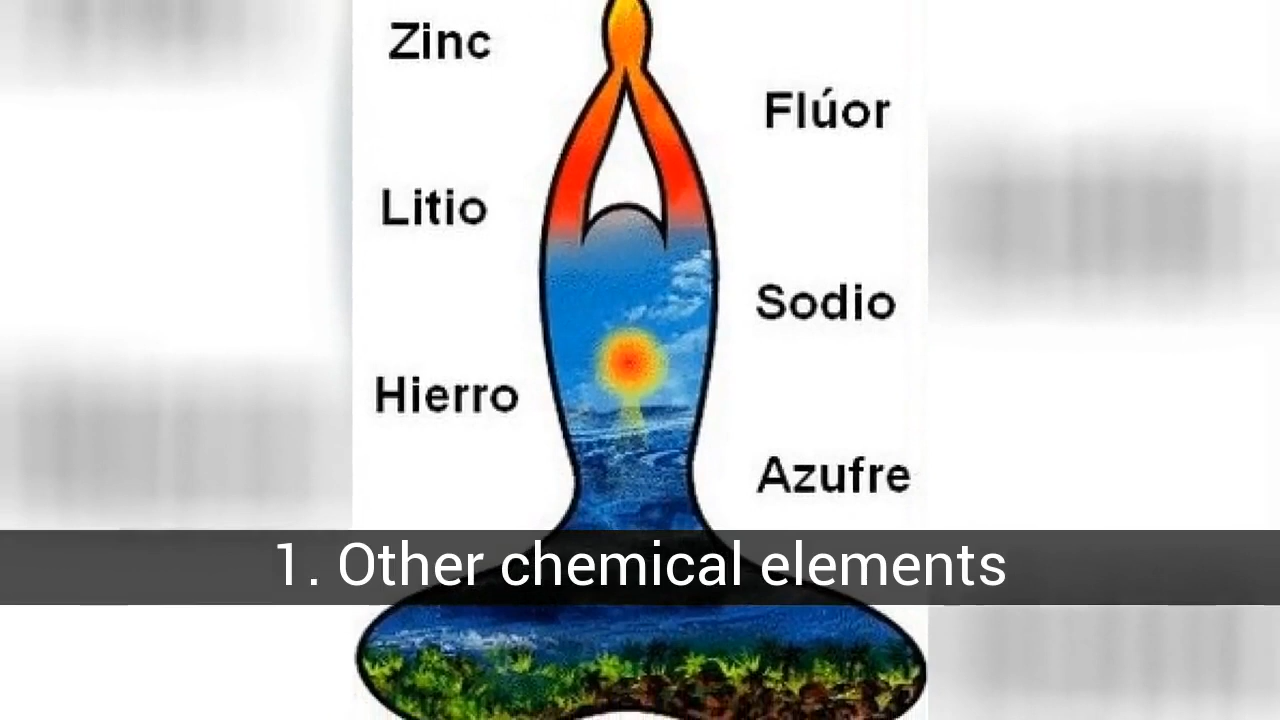 Zinc
Flúor
Litio
Sodio
Hierro
Azufre
1. Other chemical elements